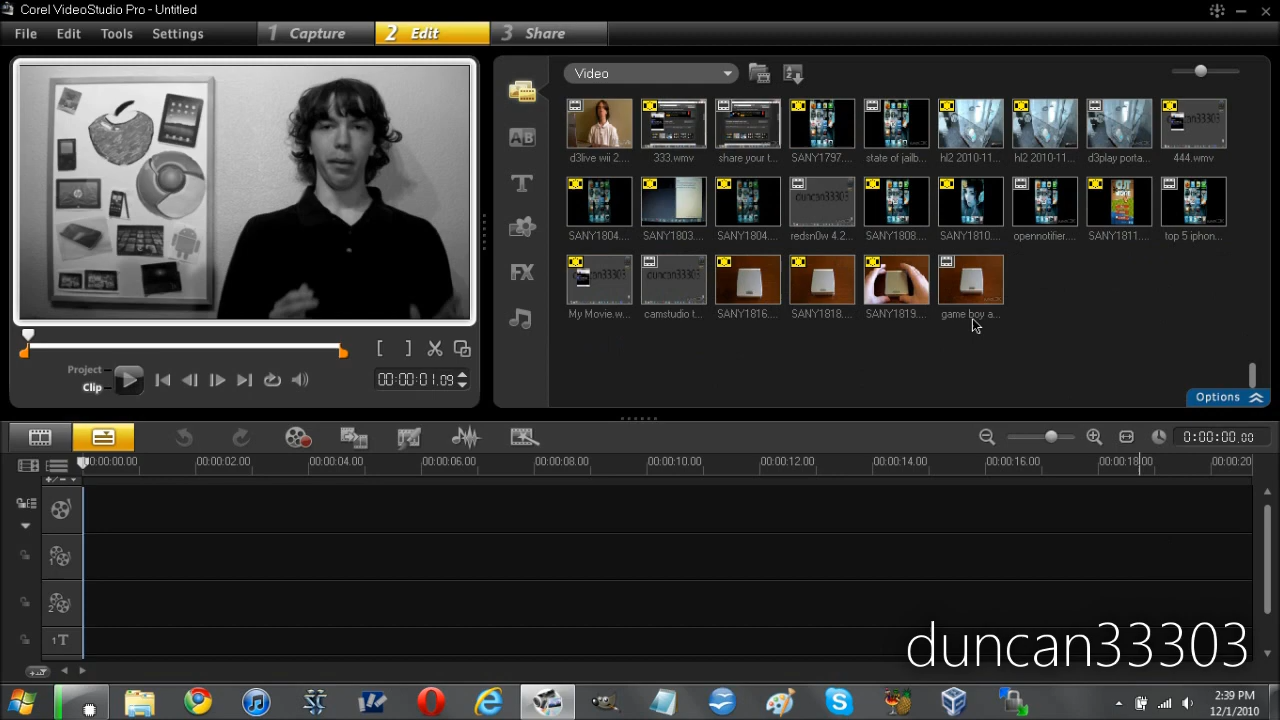 Corel VideoStudio Pro - Untitled
File Edit Tools Settings
1 Capture 2 Edit 3 Share
Video
d3live wii 2... 333.wmv share your t... SANY1797.... state of jailb... hl2 2010-11... hl2 2010-11... d3play porta... 444.wmv
SANY1804.... SANY1803.... SANY1804.... redsn0w 4.2... SANY1808.... SANY1810.... opennotifier.... SANY1811.... top 5 iphon...
My Movie.w... camstudio t... SANY1816.... SANY1818.... SANY1819.... game boy a...
Project
Clip
00:00:01.09
Options
0:00:00.00
00:00:00.00 00:00:02.00 00:00:04.00 00:00:06.00 00:00:08.00 00:00:10.00 00:00:12.00 00:00:14.00 00:00:16.00 00:00:18.00 00:00:20
1
2
1T
duncan33303
2:39 PM
12/1/2010